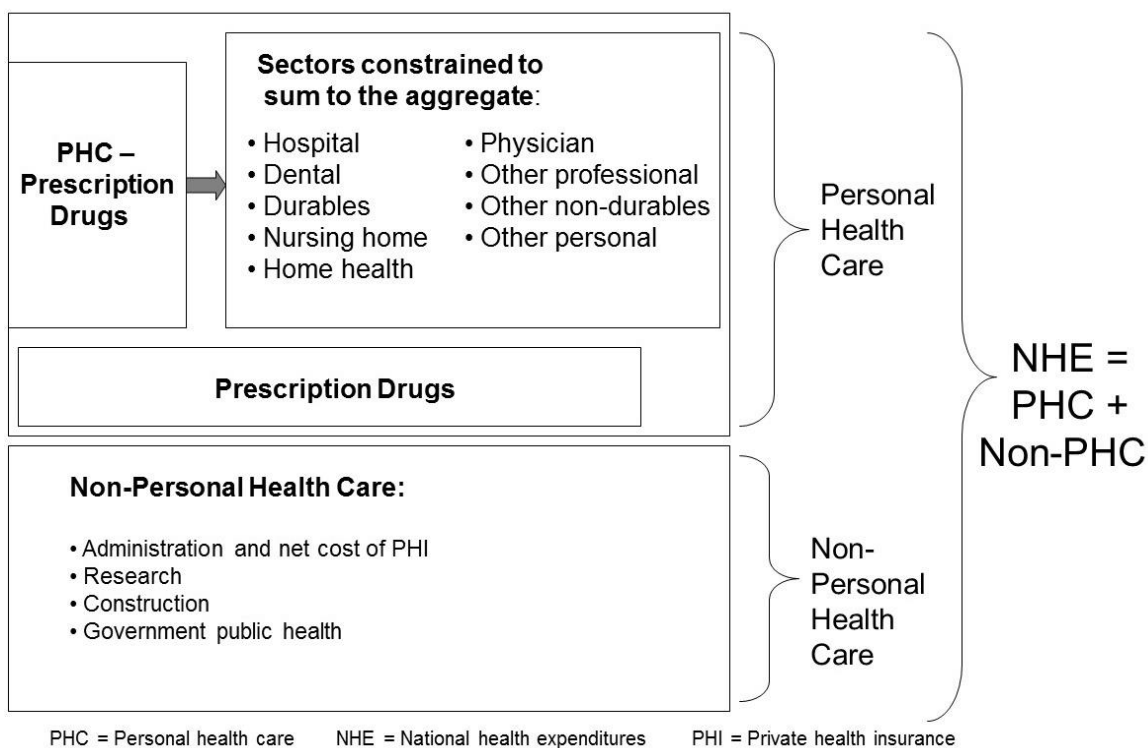 PHC –
Prescription
Drugs
Sectors constrained to
sum to the aggregate:
• Hospital
• Dental
• Durables
• Nursing home
• Home health
• Physician
• Other professional
• Other non-durables
• Other personal
Prescription Drugs
Personal
Health
Care
Non-Personal Health Care:
• Administration and net cost of PHI
• Research
• Construction
• Government public health
Non-
Personal
Health
Care
NHE =
PHC +
Non-PHC
PHC = Personal health care NHE = National health expenditures PHI = Private health insurance